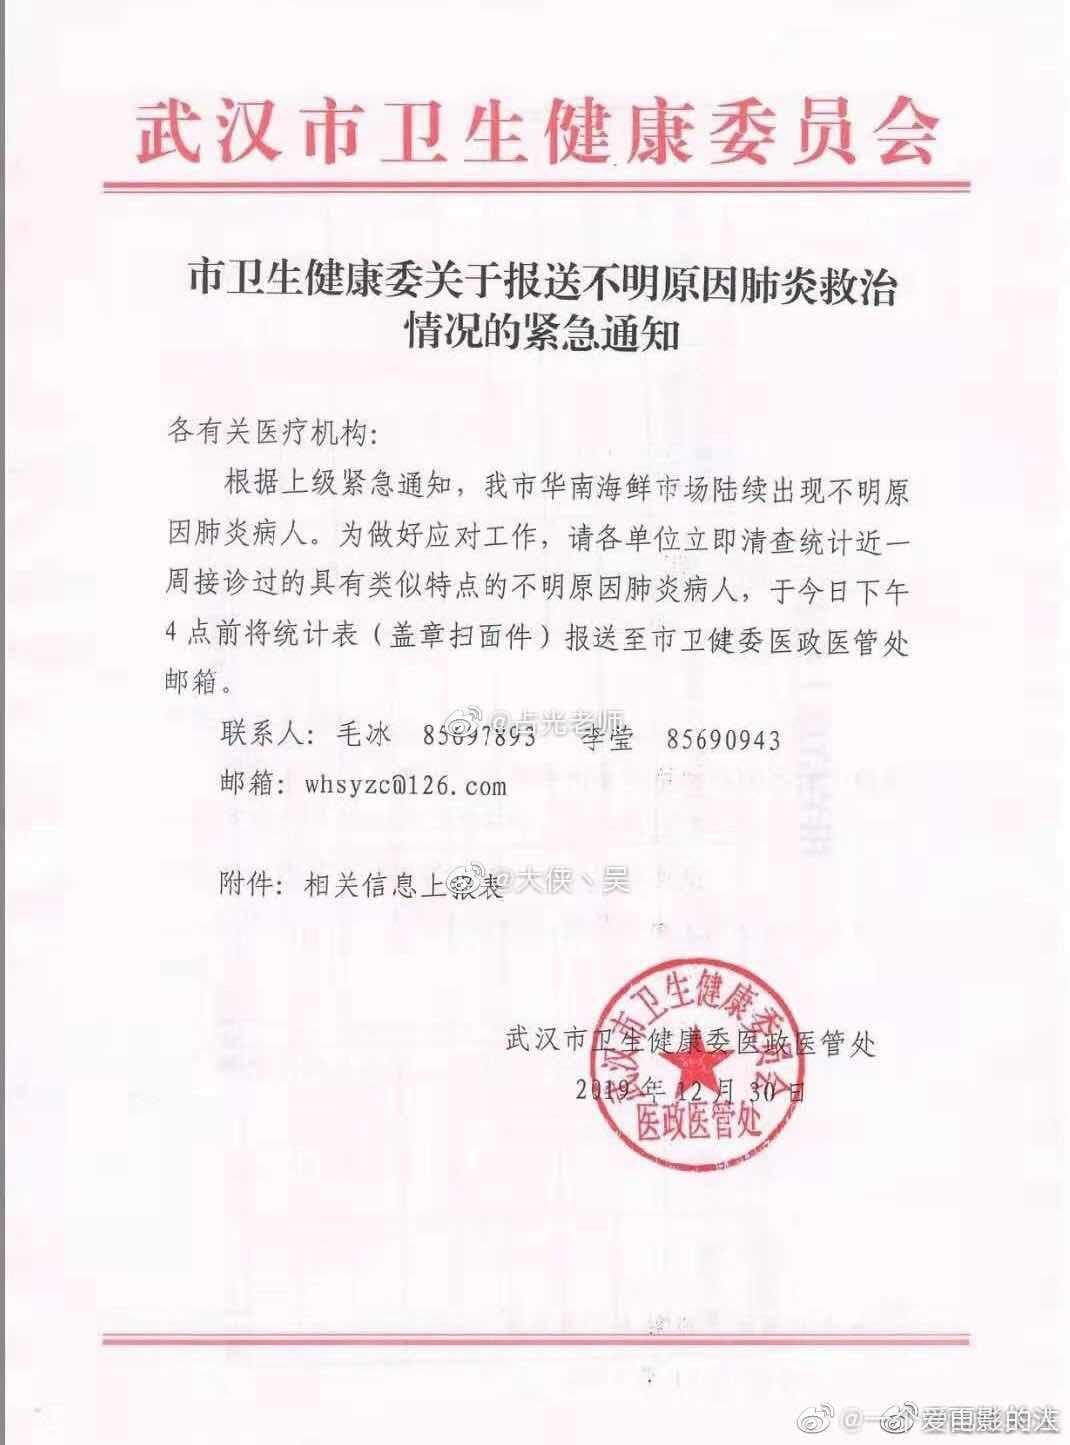 武汉市卫生健康委员会
市卫生健康委关于报送不明原因肺炎救治
情况的紧急通知
各有关医疗机构：
根据上级紧急通知，我市华南海鲜市场陆续出现不明原
因肺炎病人。为做好应对工作，请各单位立即清查统计近一
周接诊过的具有类似特点的不明原因肺炎病人，于今日下午
4点前将统计表（盖章扫面件）报送至市卫健委医政医管处
邮箱。
@占光老师
联系人：毛冰 85697893 李莹 85690943
邮箱：whsyzc@126.com
@大侠丶吴
附件：相关信息上报表
武汉市卫生健康委员会
医政医管处
武汉市卫生健康委医政医管处
2019年12月30日
@爱电影的